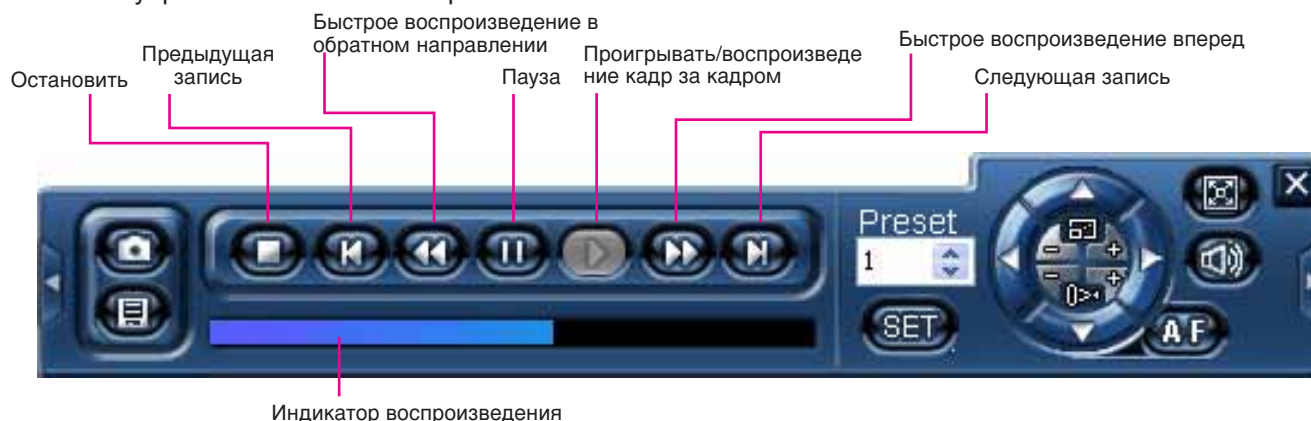 Быстрое воспроизведение в
обратном направлении
Предыдущая
запись
Остановить
Пауза
Проигрывать/воспроизведе
ние кадр за кадром
Быстрое воспроизведение вперед
Следующая запись
Preset
1
SET
AF
Индикатор воспроизведения